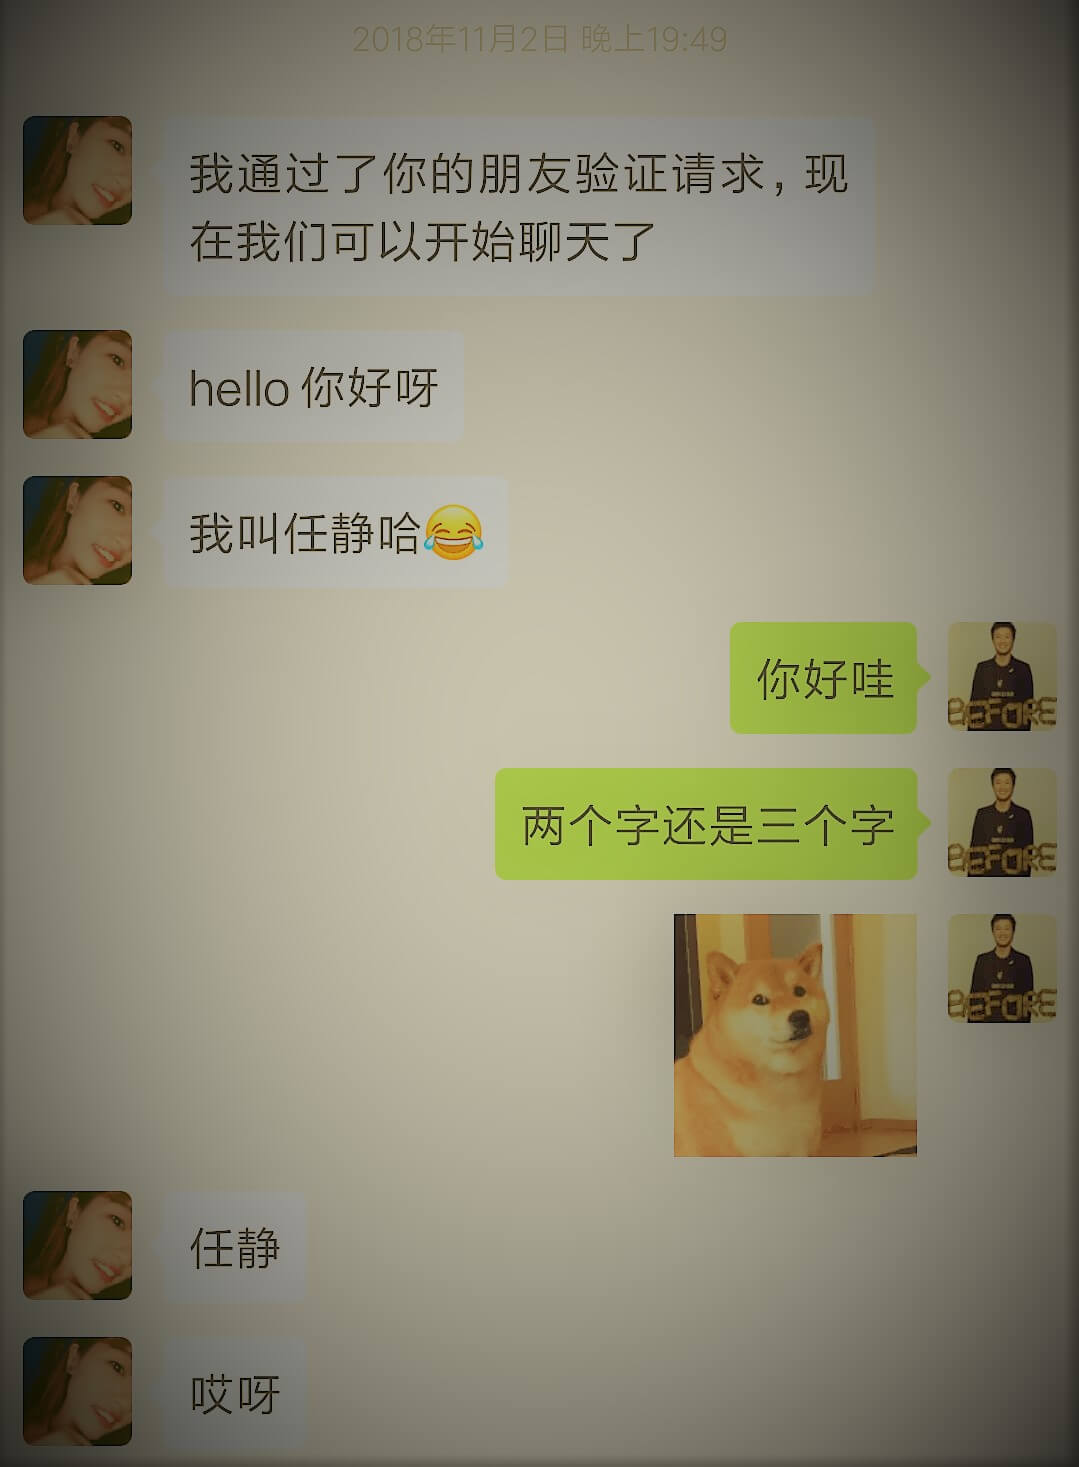 2018年11月2日 晚上19:49
我通过了你的朋友验证请求，现
在我们可以开始聊天了
hello 你好呀
我叫任静哈😂
你好哇
BEFORE
两个字还是三个字
BEFORE
BEFORE
任静
哎呀